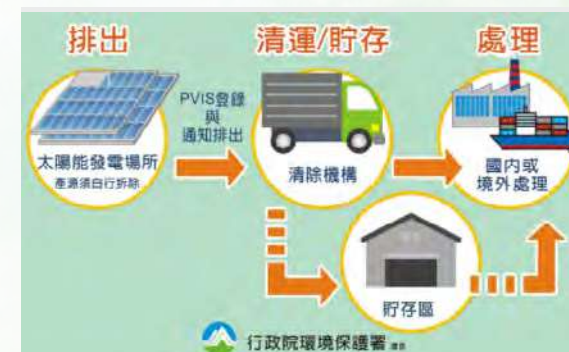 排出
清運/貯存
處理
PVIS登錄
與
通知排出
太陽能發電場所
產源須自行拆除
清除機構
國內或
境外處理
貯存區
行政院環境保護署